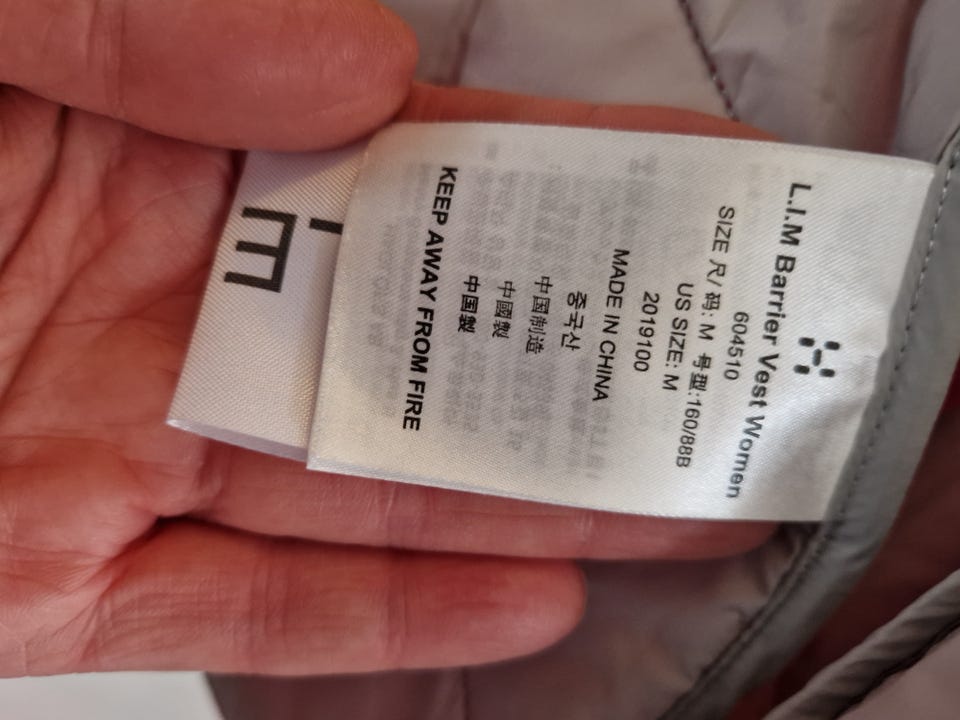 L.I.M Barrier Vest Women
604510
SIZE 尺/码: M 号型:160/88B
US SIZE: M
2019100
MADE IN CHINA
중국산
中国制造
中國製
中国製
KEEP AWAY FROM FIRE